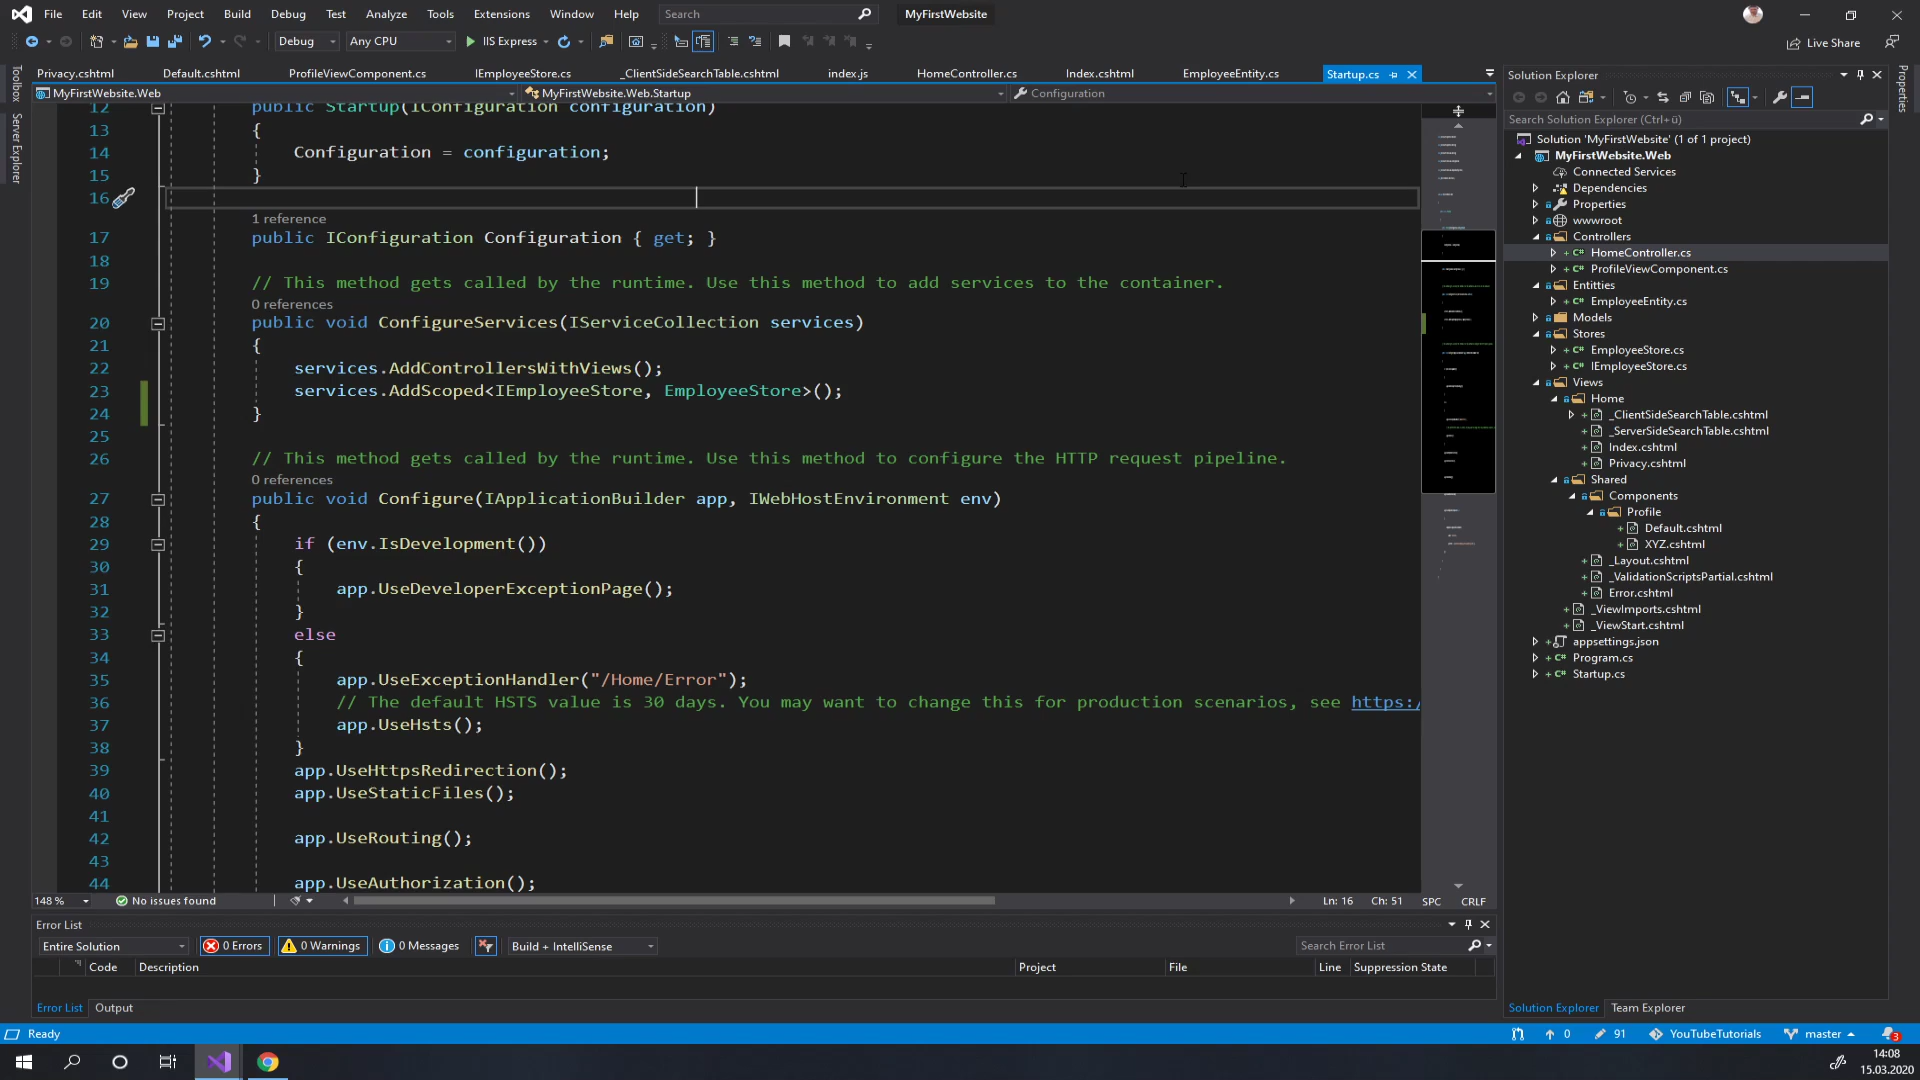 File Edit View Project Build Debug Test Analyze Tools Extensions Window Help Search MyFirstWebsite
Debug Any CPU IIS Express Live Share
Toolbox
Server Explorer
Privacy.cshtml Default.cshtml ProfileViewComponent.cs IEmployeeStore.cs _ClientSideSearchTable.cshtml index.js HomeController.cs Index.cshtml EmployeeEntity.cs Startup.cs
MyFirstWebsite.Web MyFirstWebsite.Web.Startup Configuration
12 public Startup(IConfiguration configuration)
13 {
14 Configuration = configuration;
15 }
16
1 reference
17 public IConfiguration Configuration { get; }
18
19 // This method gets called by the runtime. Use this method to add services to the container.
0 references
20 public void ConfigureServices(IServiceCollection services)
21 {
22 services.AddControllersWithViews();
23 services.AddScoped<IEmployeeStore, EmployeeStore>();
24 }
25
26 // This method gets called by the runtime. Use this method to configure the HTTP request pipeline.
0 references
27 public void Configure(IApplicationBuilder app, IWebHostEnvironment env)
28 {
29 if (env.IsDevelopment())
30 {
31 app.UseDeveloperExceptionPage();
32 }
33 else
34 {
35 app.UseExceptionHandler("/Home/Error");
36 // The default HSTS value is 30 days. You may want to change this for production scenarios, see https:/
37 app.UseHsts();
38 }
39 app.UseHttpsRedirection();
40 app.UseStaticFiles();
41
42 app.UseRouting();
43
44 app.UseAuthorization();
148 % No issues found Ln: 16 Ch: 51 SPC CRLF
Error List
Entire Solution 0 Errors 0 Warnings 0 Messages Build + IntelliSense Search Error List
Code Description Project File Line Suppression State
Error List Output
Solution Explorer
Search Solution Explorer (Ctrl+ü)
Solution 'MyFirstWebsite' (1 of 1 project)
MyFirstWebsite.Web
Connected Services
Dependencies
Properties
wwwroot
Controllers
HomeController.cs
ProfileViewComponent.cs
Entitties
EmployeeEntity.cs
Models
Stores
EmployeeStore.cs
IEmployeeStore.cs
Views
Home
_ClientSideSearchTable.cshtml
_ServerSideSearchTable.cshtml
Index.cshtml
Privacy.cshtml
Shared
Components
Profile
Default.cshtml
XYZ.cshtml
_Layout.cshtml
_ValidationScriptsPartial.cshtml
Error.cshtml
_ViewImports.cshtml
_ViewStart.cshtml
appsettings.json
Program.cs
Startup.cs
Solution Explorer Team Explorer
Properties
Ready 0 91 YouTubeTutorials master 3
14:08
15.03.2020